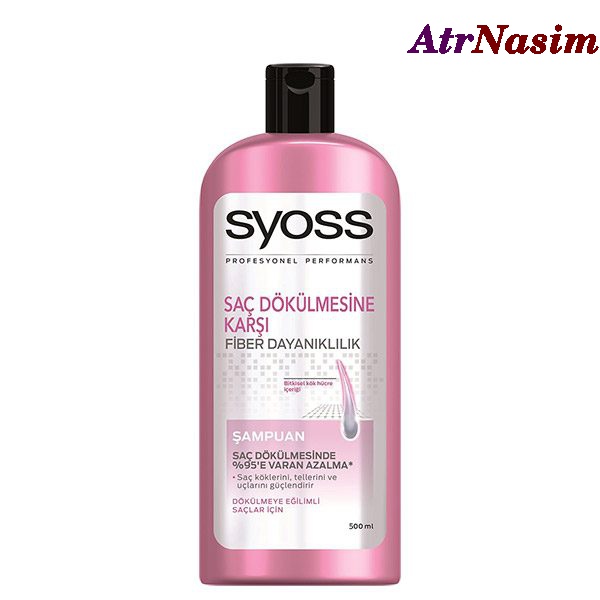 AtrNasim
syoss
PROFESYONEL PERFORMANS
SAÇ DÖKÜLMESİNE
KARŞI
FİBER DAYANIKLILIK
Bitkisel kök hücre
içeriği
ŞAMPUAN
SAÇ DÖKÜLMESİNDE
%95'E VARAN AZALMA*
• Saç köklerini, tellerini ve
uçlarını güçlendirir
DÖKÜLMEYE EĞİLİMLİ
SAÇLAR İÇİN
500 ml